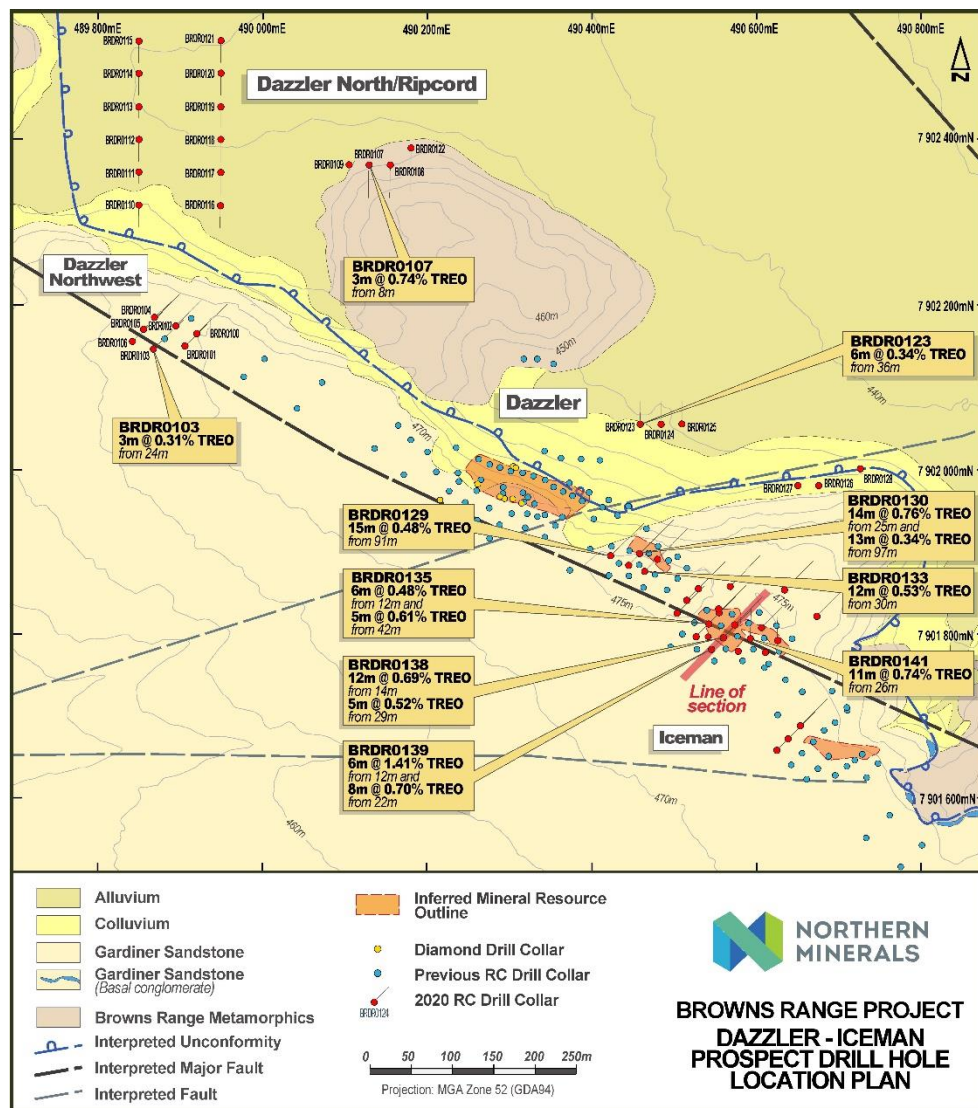 489 800mE
490 000mE
490 200mE
490 400mE
490 600mE
490 800mE
N
BRDR0115
BRDR0121
BRDR0114
BRDR0120
BRDR0113
BRDR0119
BRDR0112
BRDR0118
BRDR0111
BRDR0117
BRDR0110
BRDR0116
Dazzler North/Ripcord
7 902 400mN
BRDR0122
BRDR0107
BRDR0109
BRDR0108
BRDR0107
3m @ 0.74% TREO
from 8m
Dazzler
Northwest
BRDR0104
BRDR0105
BRDR0102
BRDR0100
BRDR0106
BRDR0103
BRDR0101
460m
450m
7 902 200mN
BRDR0123
6m @ 0.34% TREO
from 36m
440m
Dazzler
BRDR0123
BRDR0124
BRDR0125
BRDR0103
3m @ 0.31% TREO
from 24m
470m
7 902 000mN
BRDR0128
BRDR0127
BRDR0126
BRDR0129
15m @ 0.48% TREO
from 91m
BRDR0130
14m @ 0.76% TREO
from 25m and
13m @ 0.34% TREO
from 97m
BRDR0135
6m @ 0.48% TREO
from 12m and
5m @ 0.61% TREO
from 42m
BRDR0133
12m @ 0.53% TREO
from 30m
475m
475m
7 901 800mN
BRDR0138
12m @ 0.69% TREO
from 14m
5m @ 0.52% TREO
from 29m
BRDR0141
11m @ 0.74% TREO
from 26m
Line of
section
Iceman
BRDR0139
6m @ 1.41% TREO
from 12m and
8m @ 0.70% TREO
from 22m
7 901 600mN
470m
460m
Alluvium
Colluvium
Gardiner Sandstone
Gardiner Sandstone
(Basal conglomerate)
Browns Range Metamorphics
Interpreted Unconformity
Interpreted Major Fault
Interpreted Fault
Inferred Mineral Resource
Outline
Diamond Drill Collar
Previous RC Drill Collar
2020 RC Drill Collar
BRDR0124
0 50 100 150 200 250m
Projection: MGA Zone 52 (GDA94)
NORTHERN
MINERALS
BROWNS RANGE PROJECT
DAZZLER - ICEMAN
PROSPECT DRILL HOLE
LOCATION PLAN